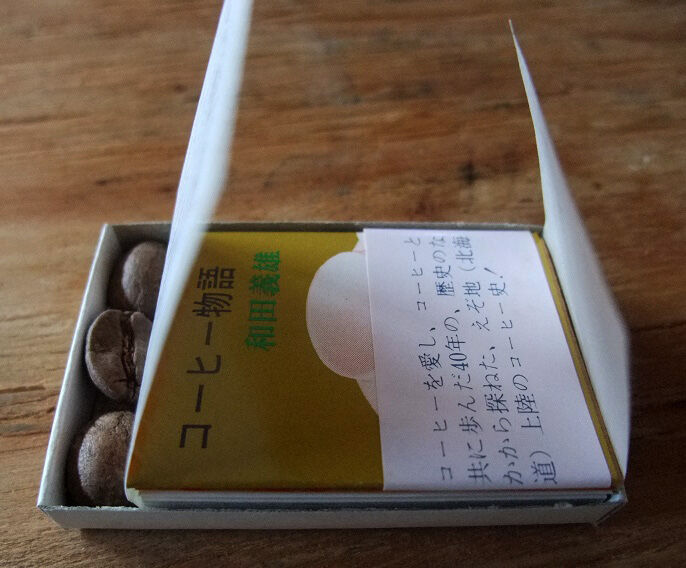 コーヒー物語
和田義雄
コーヒーを愛し、コーヒーと
共に歩んだ40年の、歴史のな
かから探ねた、えぞ地（北海
道）上陸のコーヒー史！